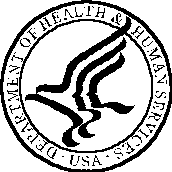 DEPARTMENT OF HEALTH & HUMAN SERVICES · USA ·